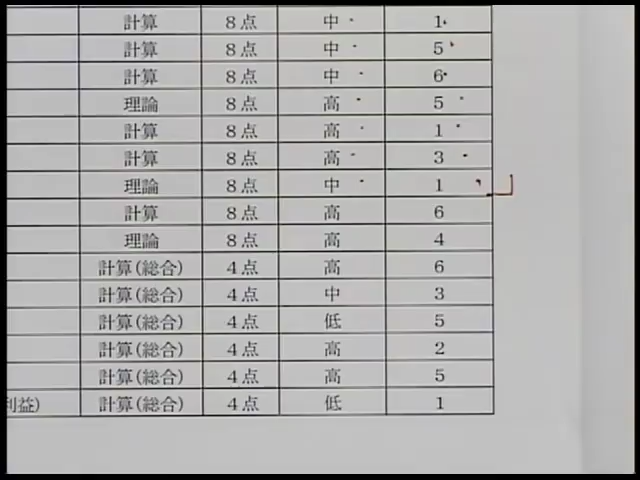 計算 8点 中 1
計算 8点 中 5
計算 8点 中 6
理論 8点 高 5
計算 8点 高 1
計算 8点 高 3
理論 8点 中 1
計算 8点 高 6
理論 8点 高 4
計算(総合) 4点 高 6
計算(総合) 4点 中 3
計算(総合) 4点 低 5
計算(総合) 4点 高 2
計算(総合) 4点 高 5
利益) 計算(総合) 4点 低 1